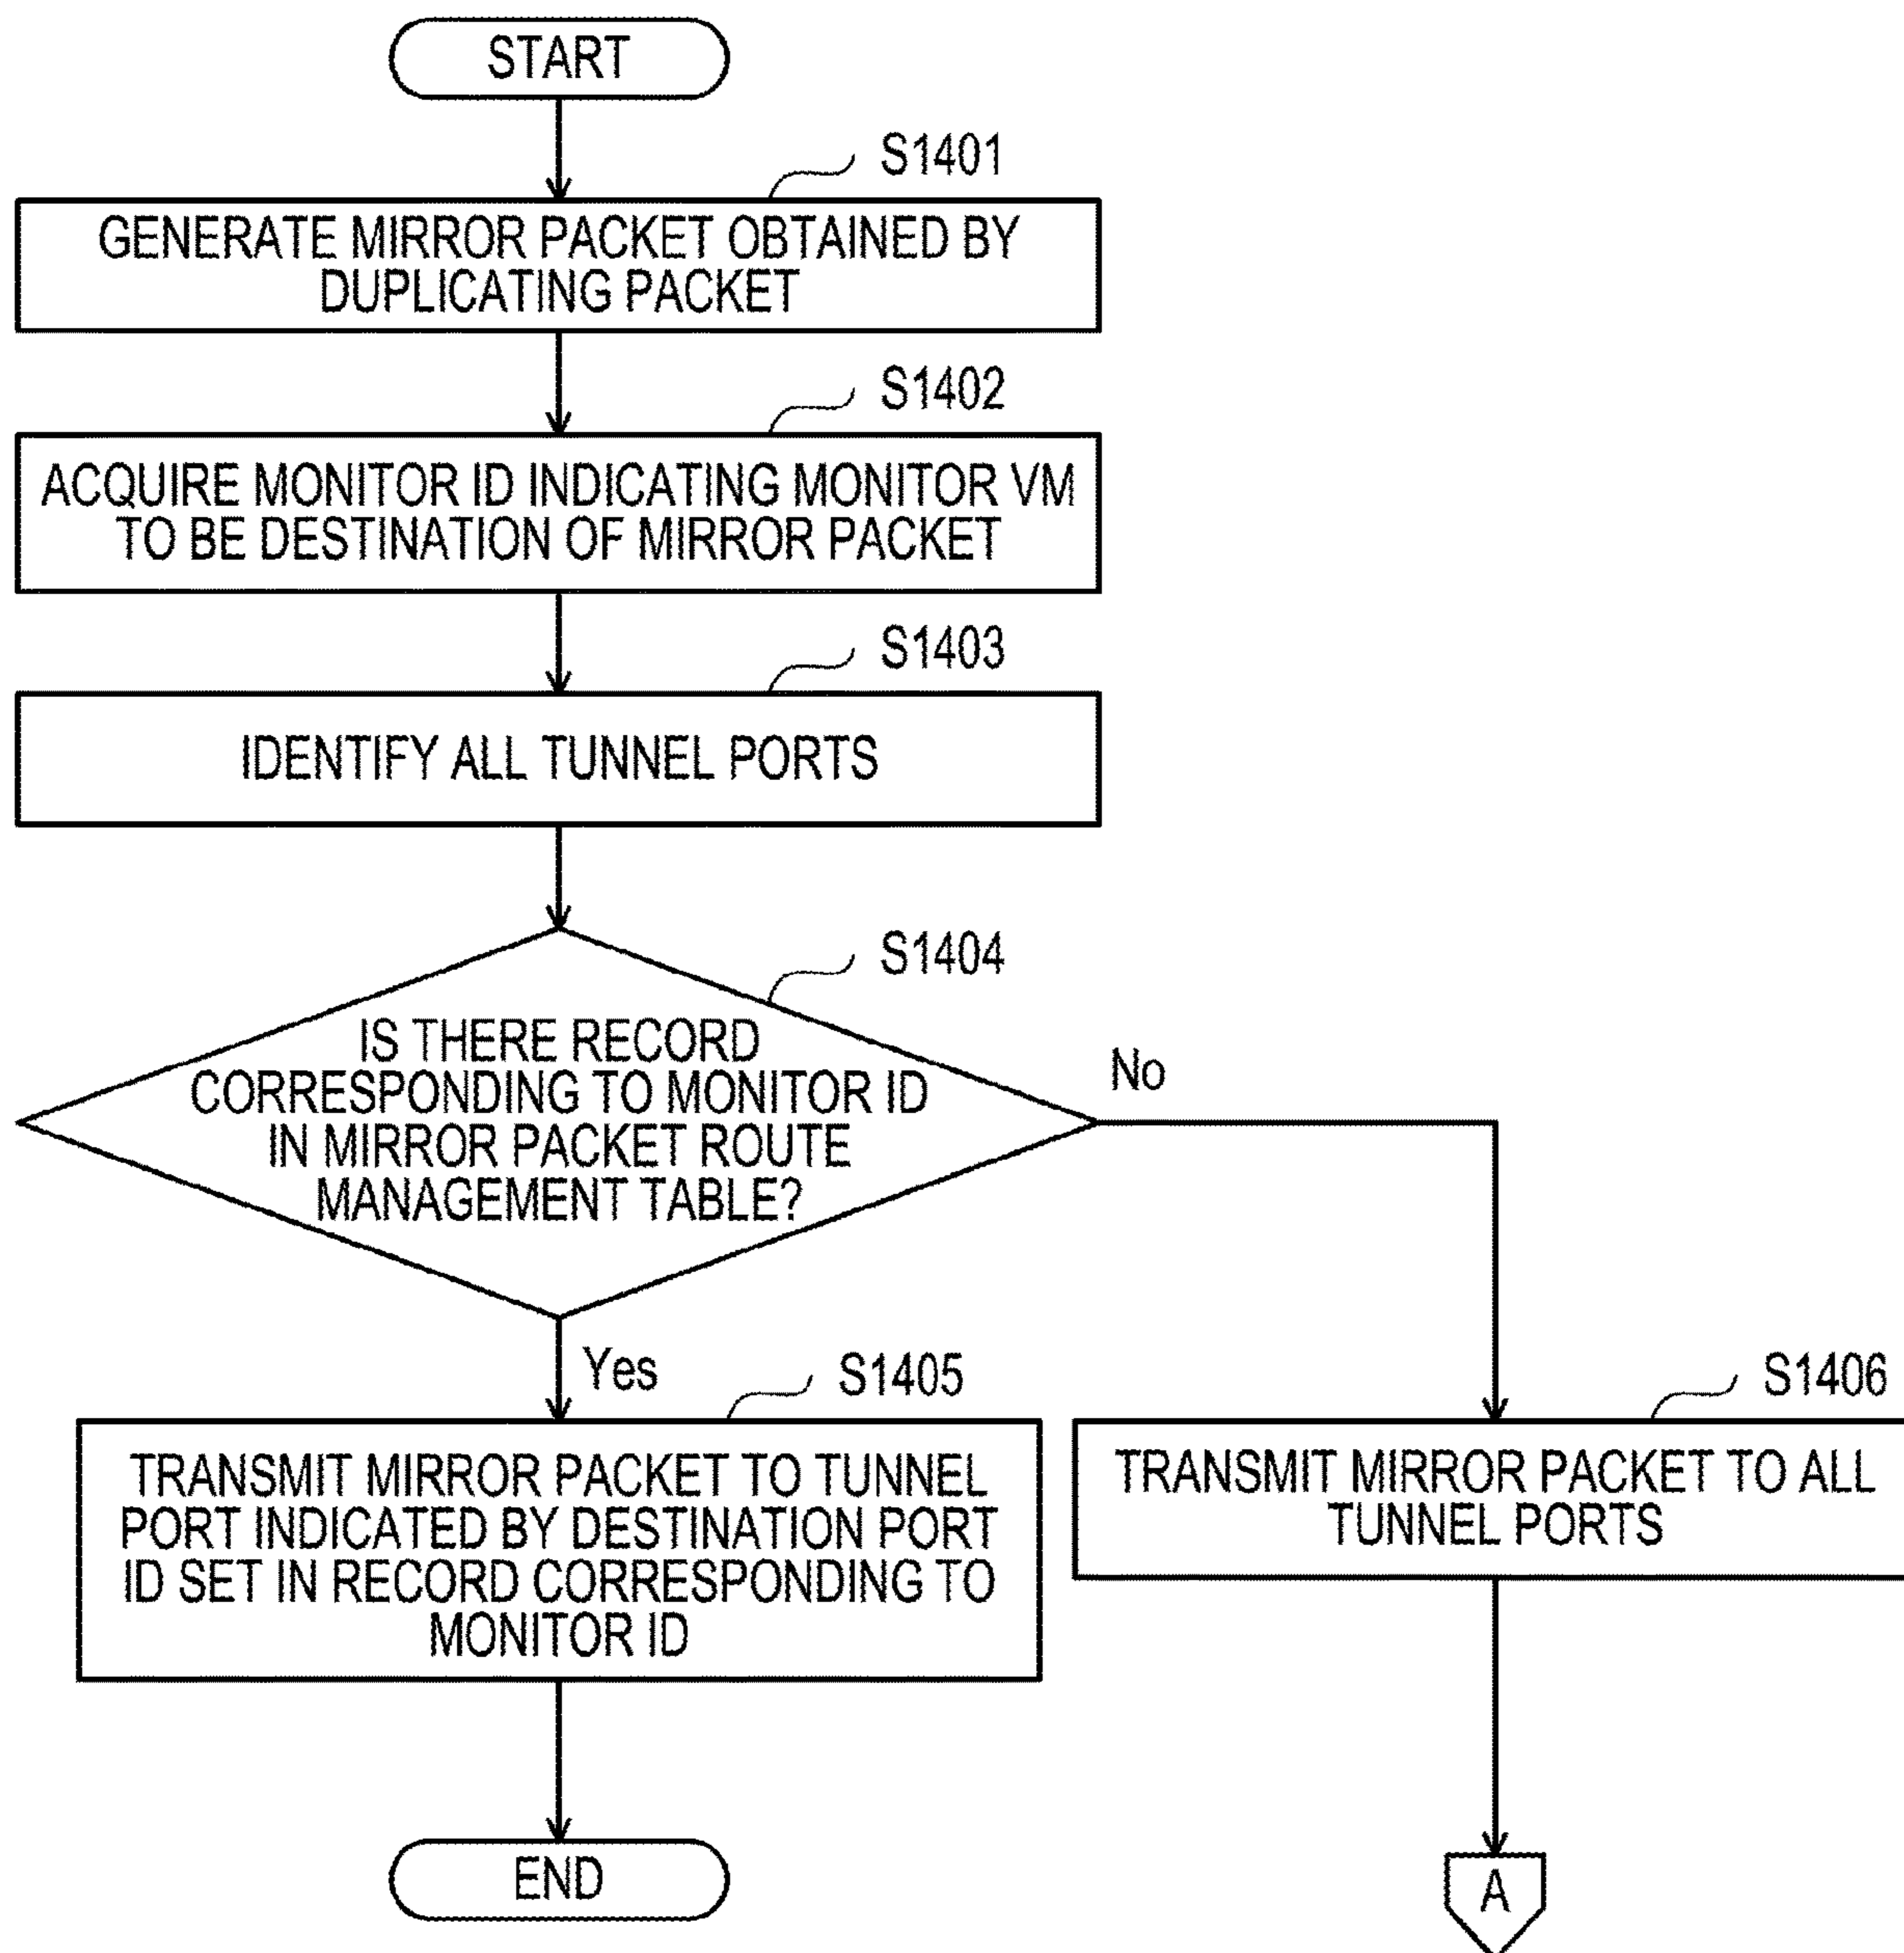 START
S1401
GENERATE MIRROR PACKET OBTAINED BY
DUPLICATING PACKET
S1402
ACQUIRE MONITOR ID INDICATING MONITOR VM
TO BE DESTINATION OF MIRROR PACKET
S1403
IDENTIFY ALL TUNNEL PORTS
S1404
IS THERE RECORD
CORRESPONDING TO MONITOR ID
IN MIRROR PACKET ROUTE
MANAGEMENT TABLE?
No
Yes
S1405
TRANSMIT MIRROR PACKET TO TUNNEL
PORT INDICATED BY DESTINATION PORT
ID SET IN RECORD CORRESPONDING TO
MONITOR ID
S1406
TRANSMIT MIRROR PACKET TO ALL
TUNNEL PORTS
END
A